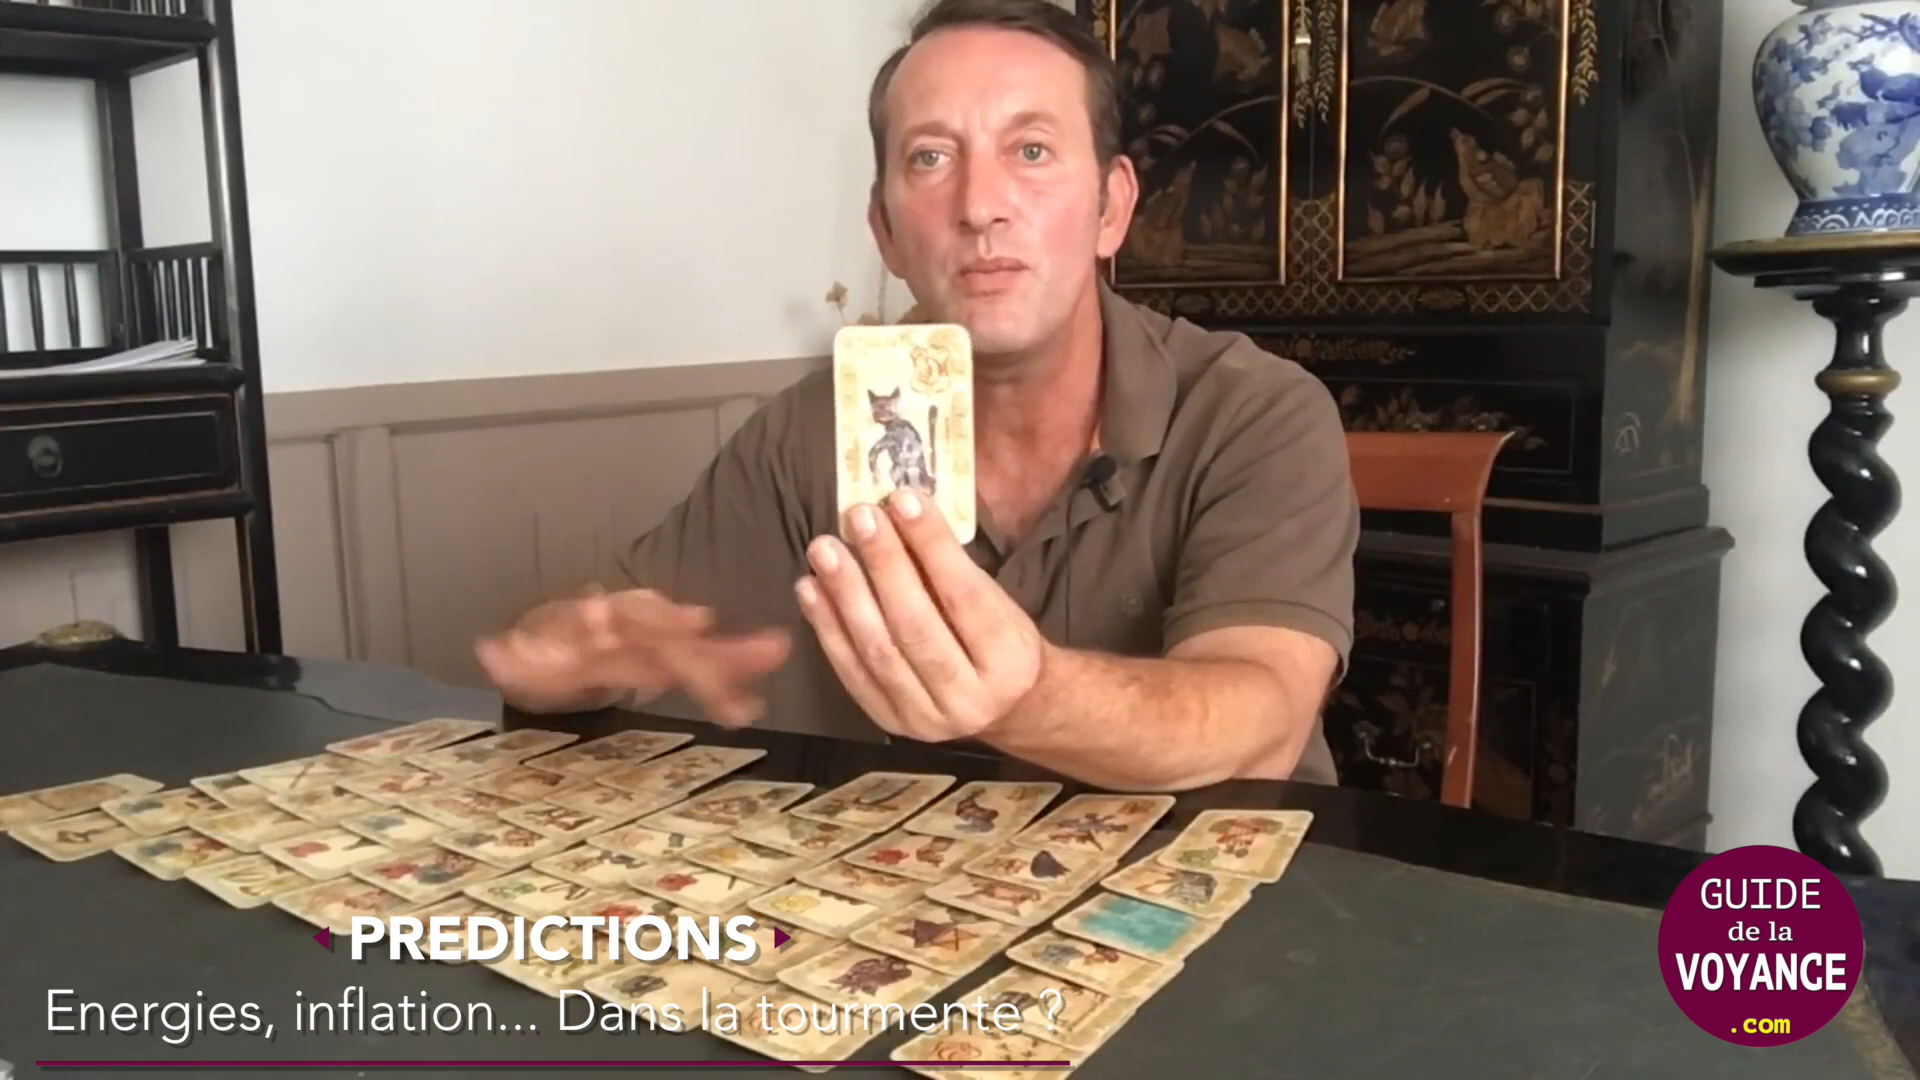 PREDICTIONS
Energies, inflation... Dans la tourmente ?
GUIDE
de la
VOYANCE
.com